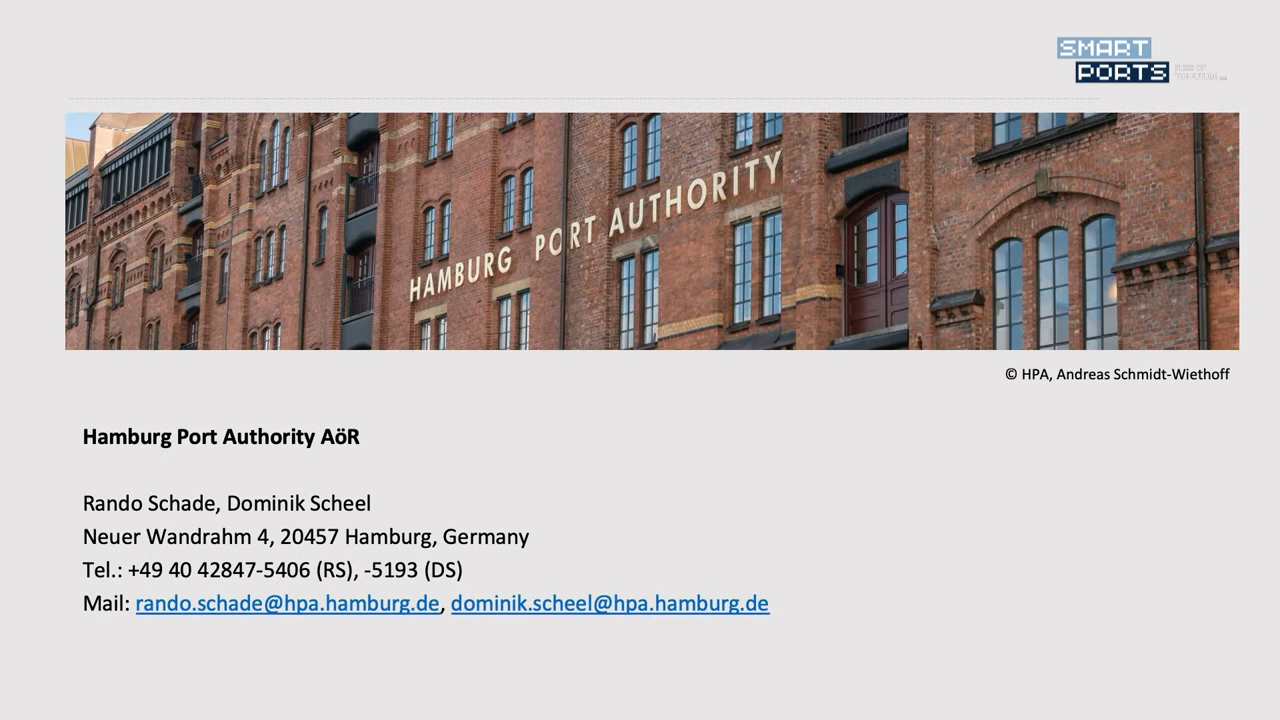 SMART
PORTS
HAMBURG PORT AUTHORITY
© HPA, Andreas Schmidt-Wiethoff
Hamburg Port Authority AöR
Rando Schade, Dominik Scheel
Neuer Wandrahm 4, 20457 Hamburg, Germany
Tel.: +49 40 42847-5406 (RS), -5193 (DS)
Mail: rando.schade@hpa.hamburg.de, dominik.scheel@hpa.hamburg.de